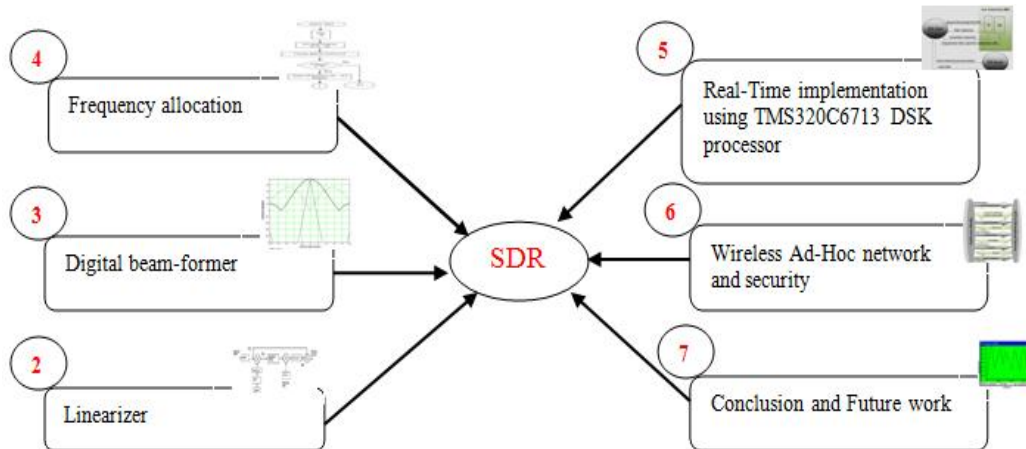 4
Frequency allocation
3
Digital beam-former
2
Linearizer
SDR
5
Real-Time implementation
using TMS320C6713 DSK
processor
6
Wireless Ad-Hoc network
and security
7
Conclusion and Future work